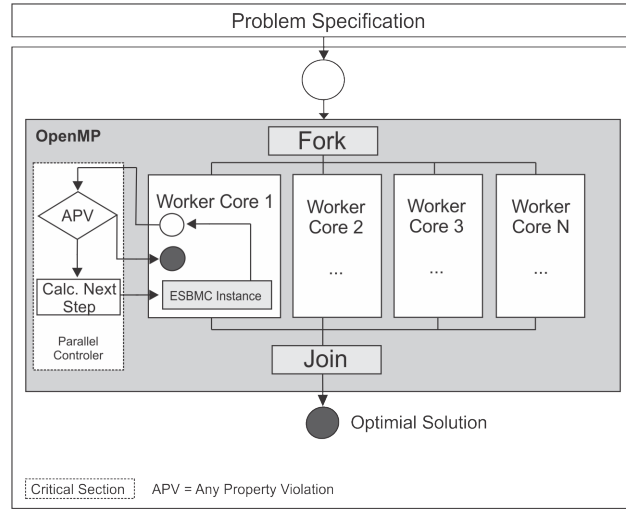 Problem Specification
OpenMP
Fork
APV
Calc. Next
Step
Parallel
Controler
Worker Core 1
ESBMC Instance
Worker
Core 2
...
Worker
Core 3
...
Worker
Core N
...
Join
Optimial Solution
Critical Section
APV = Any Property Violation